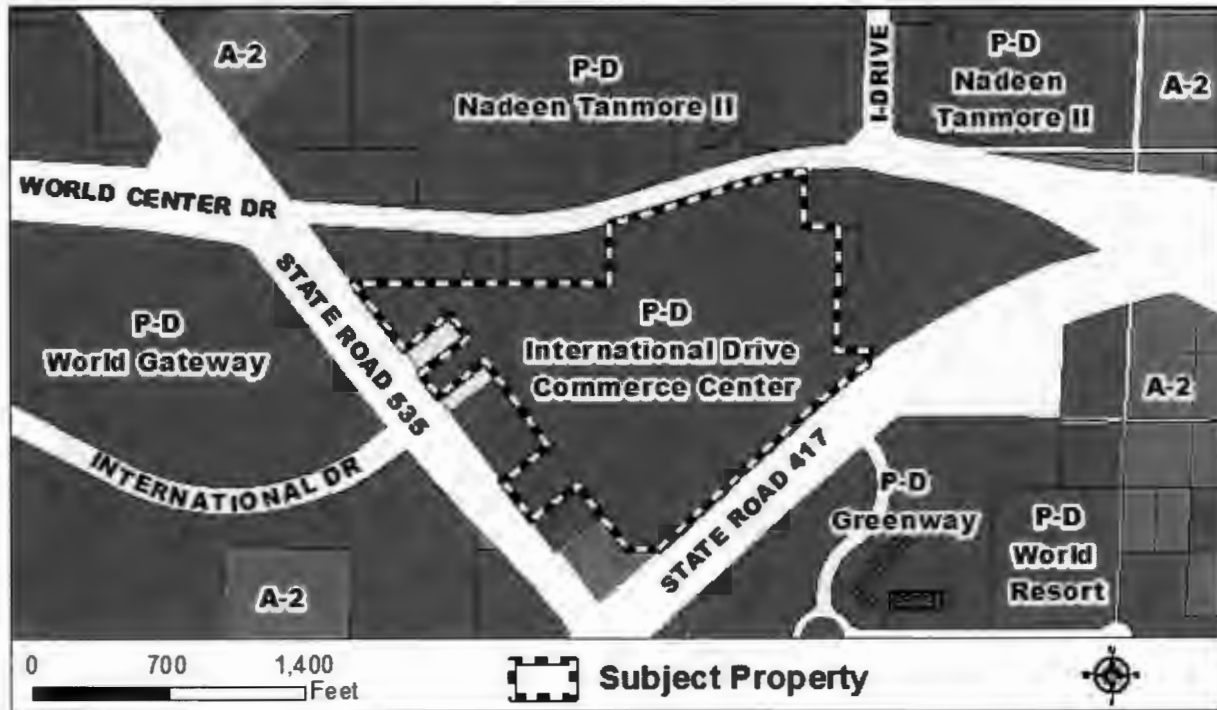 A-2
P-D
Nadeen Tanmore II
I-DRIVE
P-D
Nadeen
Tanmore II
A-2
WORLD CENTER DR
STATE ROAD 535
P-D
World Gateway
P-D
International Drive
Commerce Center
A-2
INTERNATIONAL DR
STATE ROAD 417
P-D
Greenway
P-D
World
Resort
A-2
0 700 1,400
Feet
Subject Property